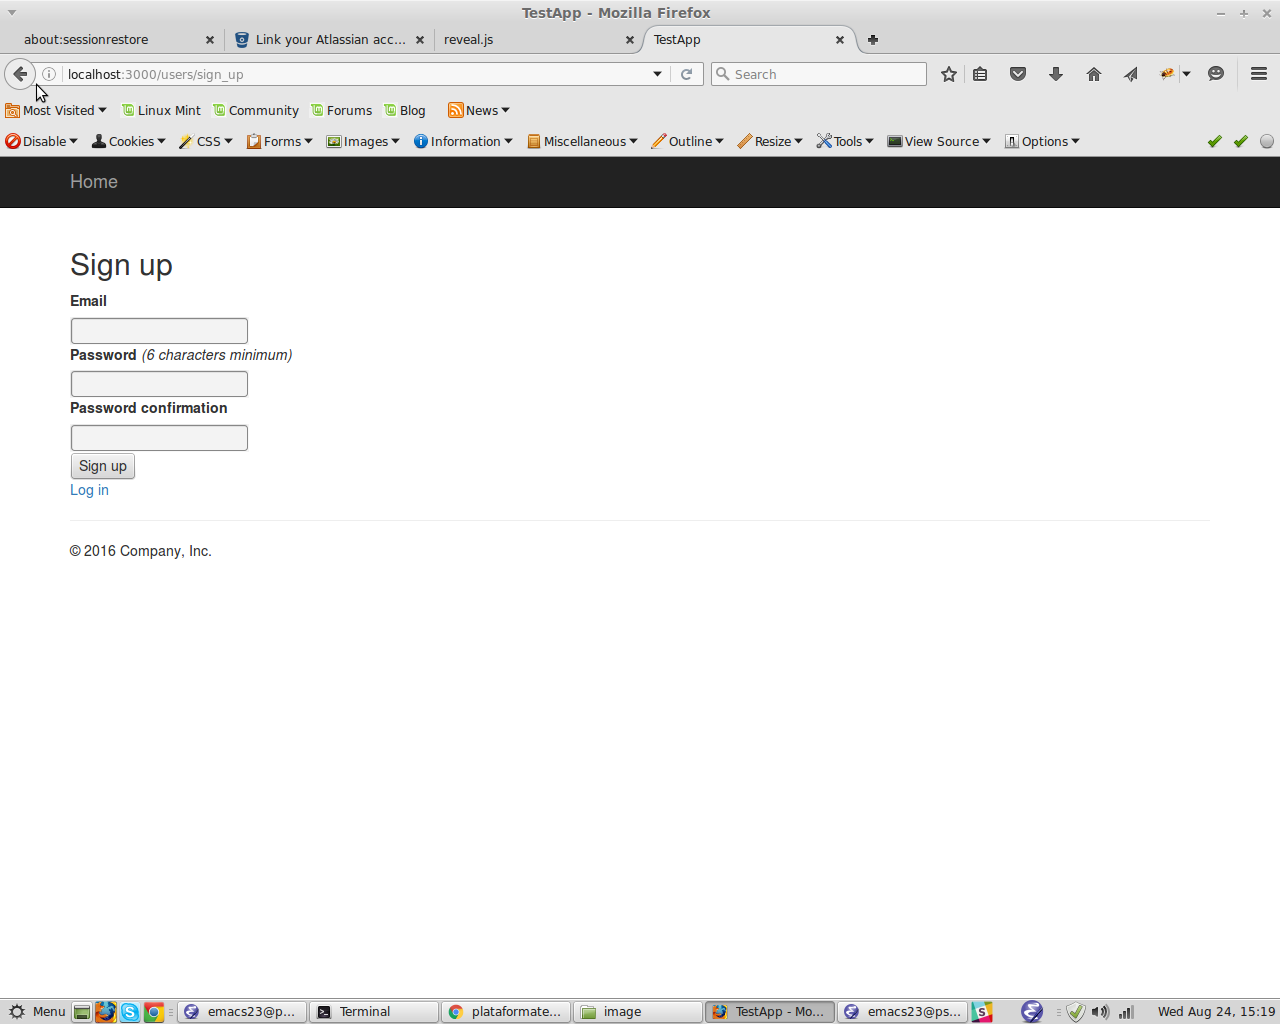 TestApp - Mozilla Firefox
about:sessionrestore
Link your Atlassian acc...
reveal.js
TestApp
localhost:3000/users/sign_up
Search
Most Visited
Linux Mint
Community
Forums
Blog
News
Disable
Cookies
CSS
Forms
Images
Information
Miscellaneous
Outline
Resize
Tools
View Source
Options
Home
Sign up
Email
Password (6 characters minimum)
Password confirmation
Sign up
Log in
© 2016 Company, Inc.
Menu
emacs23@p...
Terminal
plataformate...
image
TestApp - Mo...
emacs23@ps...
Wed Aug 24, 15:19